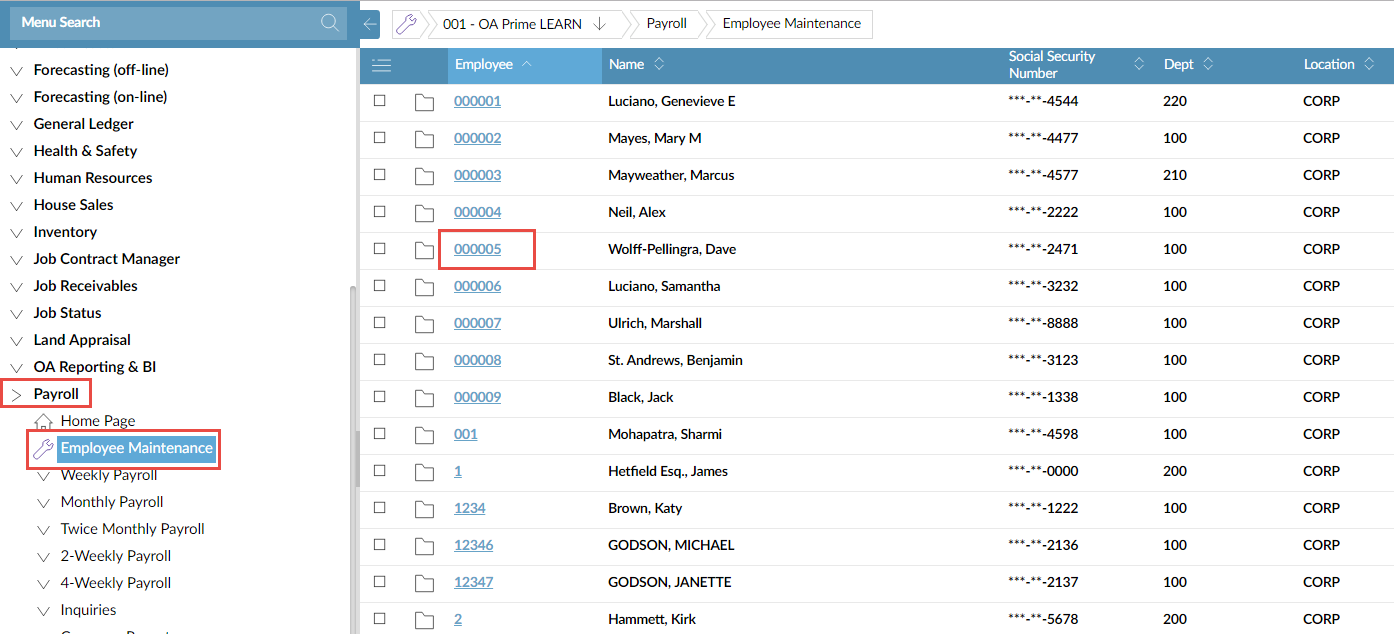 Menu Search
001 - OA Prime LEARN
Payroll
Employee Maintenance
Forecasting (off-line)
Forecasting (on-line)
General Ledger
Health & Safety
Human Resources
House Sales
Inventory
Job Contract Manager
Job Receivables
Job Status
Land Appraisal
OA Reporting & BI
Payroll
Home Page
Employee Maintenance
Weekly Payroll
Monthly Payroll
Twice Monthly Payroll
2-Weekly Payroll
4-Weekly Payroll
Inquiries
Employee Name Social Security Number Dept Location
000001 Luciano, Genevieve E ***-**-4544 220 CORP
000002 Mayes, Mary M ***-**-4477 100 CORP
000003 Mayweather, Marcus ***-**-4577 210 CORP
000004 Neil, Alex ***-**-2222 100 CORP
000005 Wolff-Pellingra, Dave ***-**-2471 100 CORP
000006 Luciano, Samantha ***-**-3232 100 CORP
000007 Ulrich, Marshall ***-**-8888 100 CORP
000008 St. Andrews, Benjamin ***-**-3123 100 CORP
000009 Black, Jack ***-**-1338 100 CORP
001 Mohapatra, Sharmi ***-**-4598 100 CORP
1 Hetfield Esq., James ***-**-0000 200 CORP
1234 Brown, Katy ***-**-1222 100 CORP
12346 GODSON, MICHAEL ***-**-2136 100 CORP
12347 GODSON, JANETTE ***-**-2137 100 CORP
2 Hammett, Kirk ***-**-5678 200 CORP